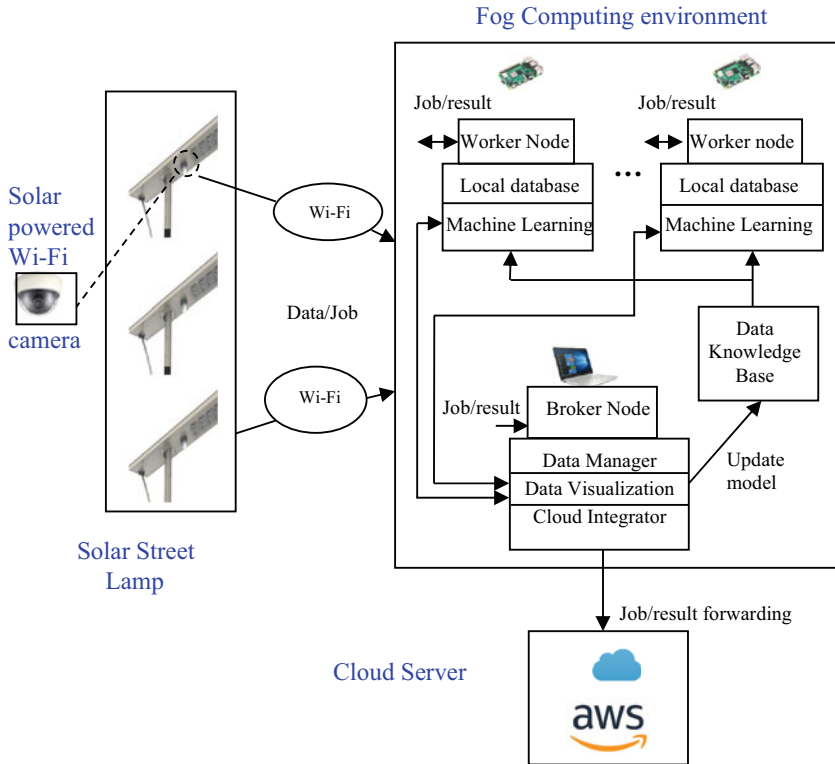 Fog Computing environment
Job/result
Job/result
Worker Node
Worker node
Local database
...
Local database
Machine Learning
Machine Learning
Solar
powered
Wi-Fi
camera
Wi-Fi
Data/Job
Wi-Fi
Data
Knowledge
Base
Job/result
Broker Node
Data Manager
Data Visualization
Cloud Integrator
Update
model
Solar Street
Lamp
Job/result forwarding
Cloud Server
aws